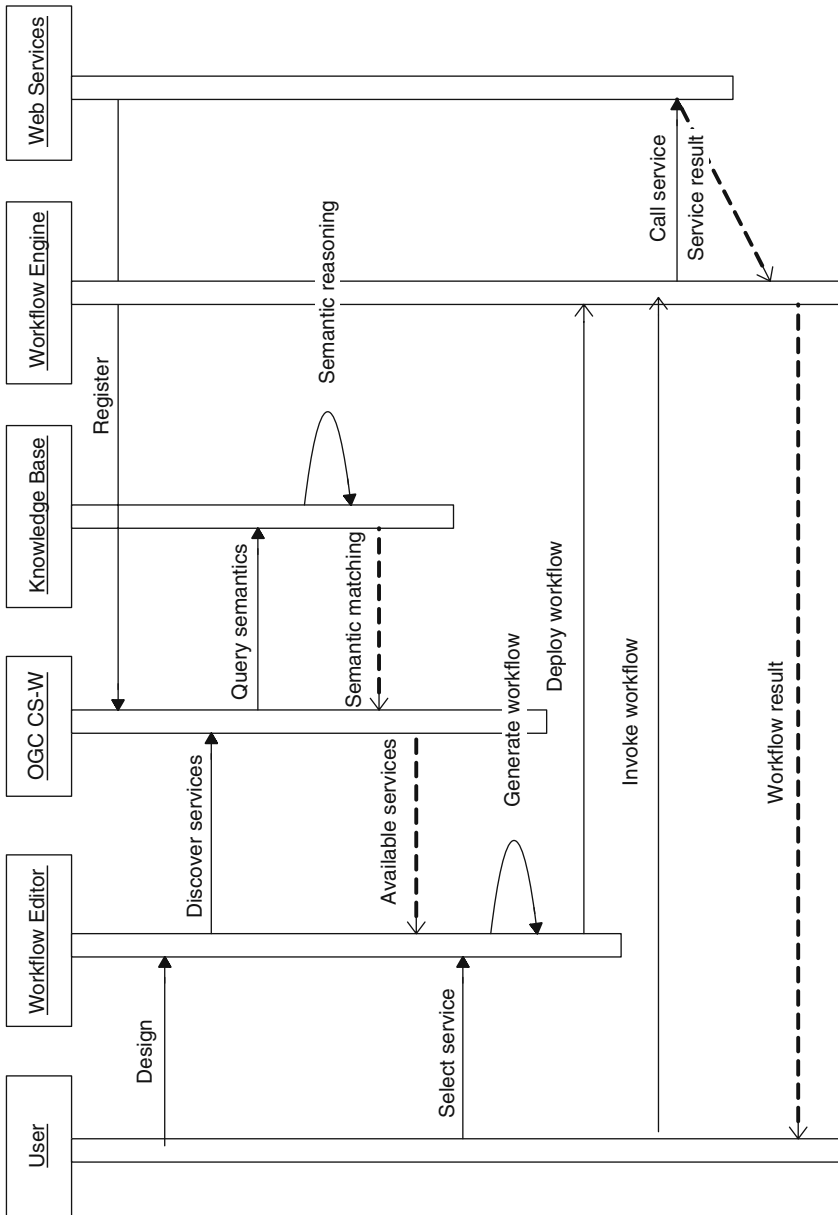 User
Workflow Editor
OGC CS-W
Knowledge Base
Workflow Engine
Web Services
Register
Design
Discover services
Query semantics
Semantic reasoning
Semantic matching
Available services
Select service
Generate workflow
Deploy workflow
Invoke workflow
Call service
Service result
Workflow result